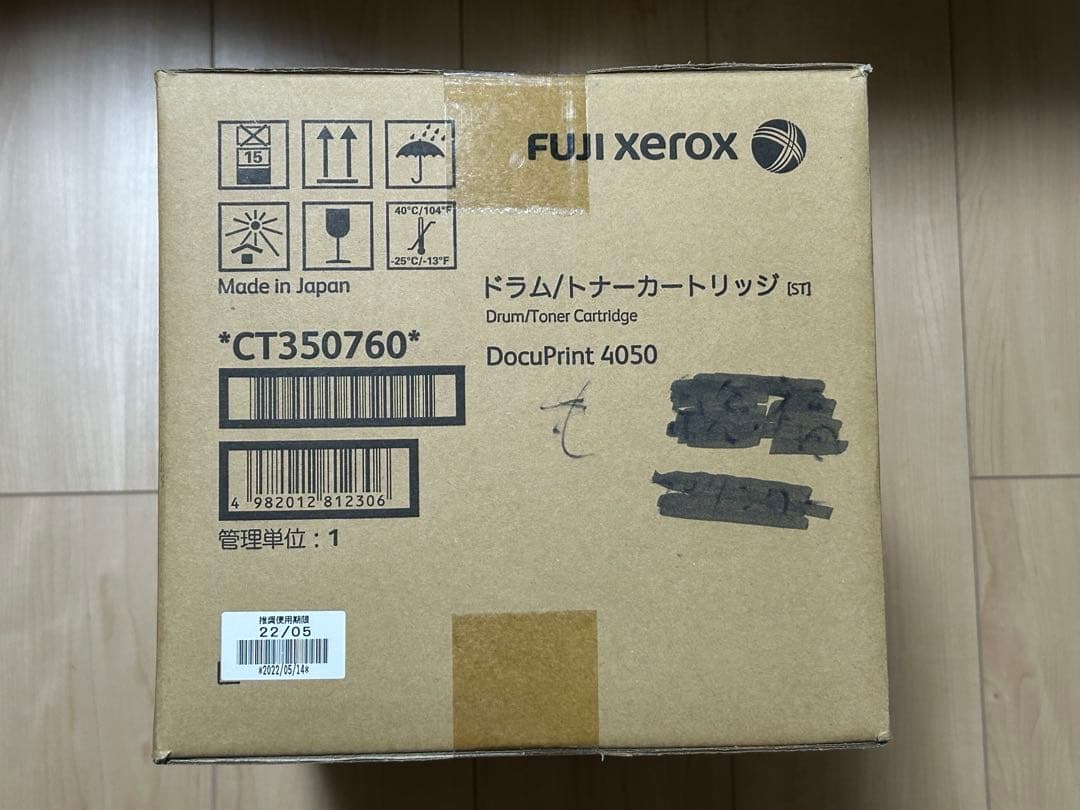 15
40°C/104°F
-25°C/-13°F
Made in Japan
*CT350760*
4 982012 812306
管理単位：1
推奨使用期限
22/05
*2022/05/14*
FUJI xerox
ドラム/トナーカートリッジ [ST]
Drum/Toner Cartridge
DocuPrint 4050